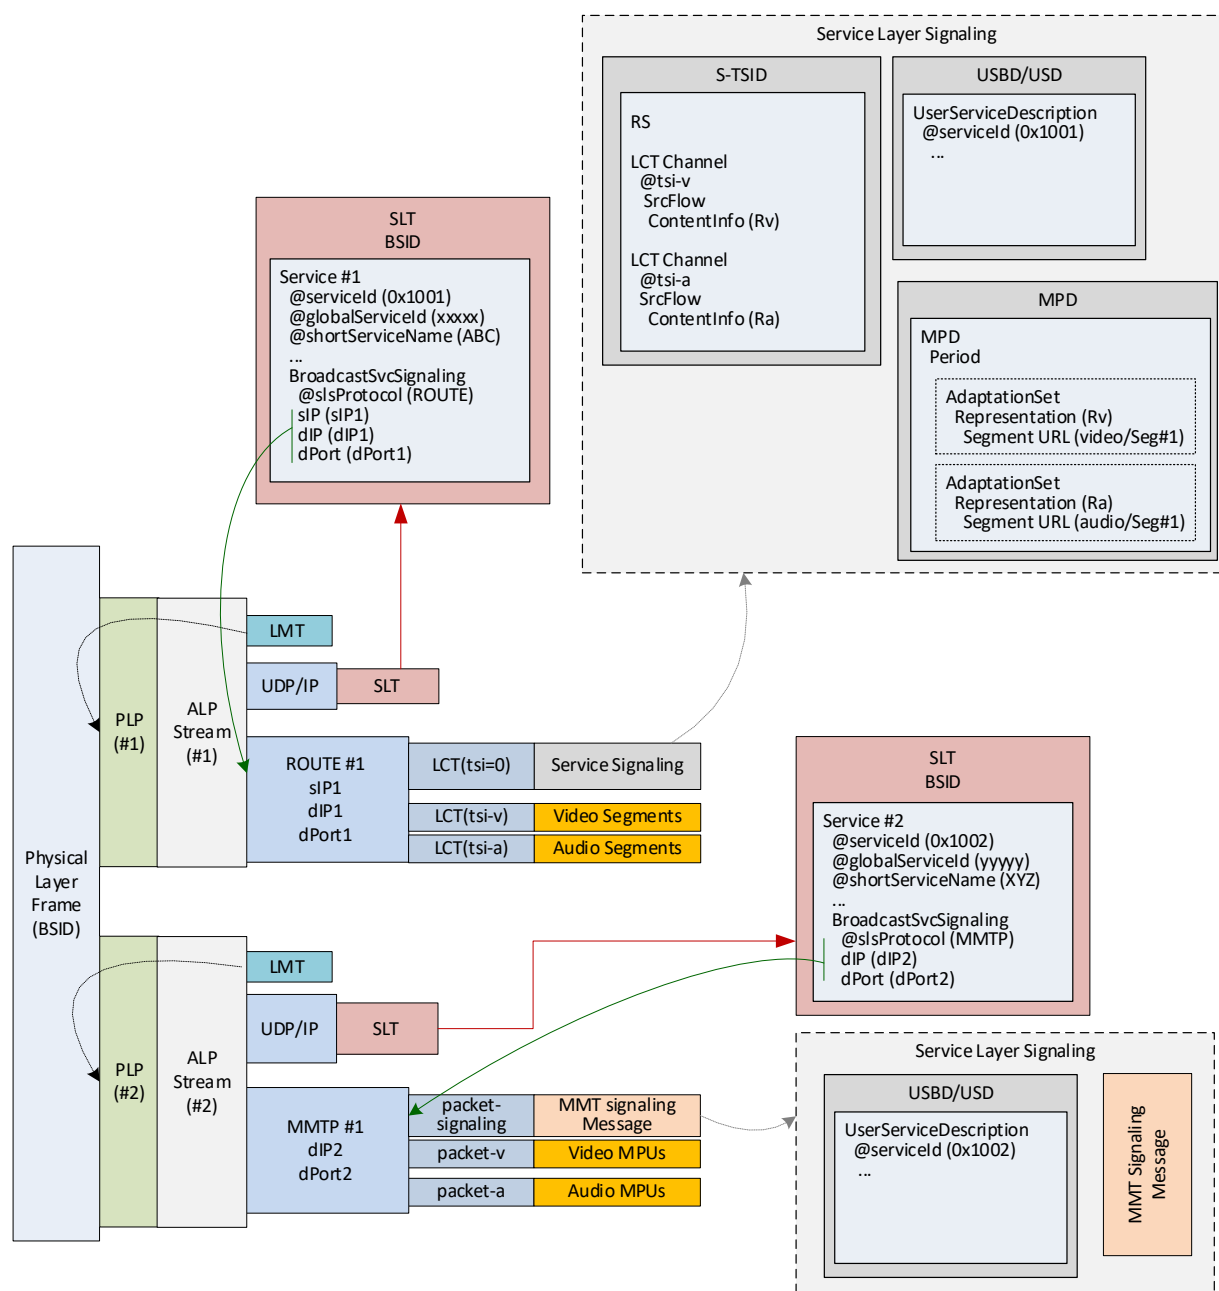 Service Layer Signaling
S-TSID
RS
LCT Channel
@tsi-v
SrcFlow
ContentInfo (Rv)
LCT Channel
@tsi-a
SrcFlow
ContentInfo (Ra)
USBD/USD
UserServiceDescription
@serviceId (0x1001)
...
MPD
MPD
Period
AdaptationSet
Representation (Rv)
Segment URL (video/Seg#1)
AdaptationSet
Representation (Ra)
Segment URL (audio/Seg#1)
SLT
BSID
Service #1
@serviceId (0x1001)
@globalServiceId (xxxxx)
@shortServiceName (ABC)
...
BroadcastSvcSignaling
@slsProtocol (ROUTE)
sIP (sIP1)
dIP (dIP1)
dPort (dPort1)
Physical
Layer
Frame
(BSID)
PLP
(#1)
ALP
Stream
(#1)
LMT
UDP/IP
SLT
ROUTE #1
sIP1
dIP1
dPort1
LCT(tsi=0)
Service Signaling
LCT(tsi-v)
Video Segments
LCT(tsi-a)
Audio Segments
SLT
BSID
Service #2
@serviceId (0x1002)
@globalServiceId (yyyyy)
@shortServiceName (XYZ)
...
BroadcastSvcSignaling
@slsProtocol (MMTP)
dIP (dIP2)
dPort (dPort2)
PLP
(#2)
ALP
Stream
(#2)
LMT
UDP/IP
SLT
MMTP #1
dIP2
dPort2
packet-
signaling
MMT signaling
Message
packet-v
Video MPUs
packet-a
Audio MPUs
Service Layer Signaling
USBD/USD
UserServiceDescription
@serviceId (0x1002)
...
MMT Signaling
Message